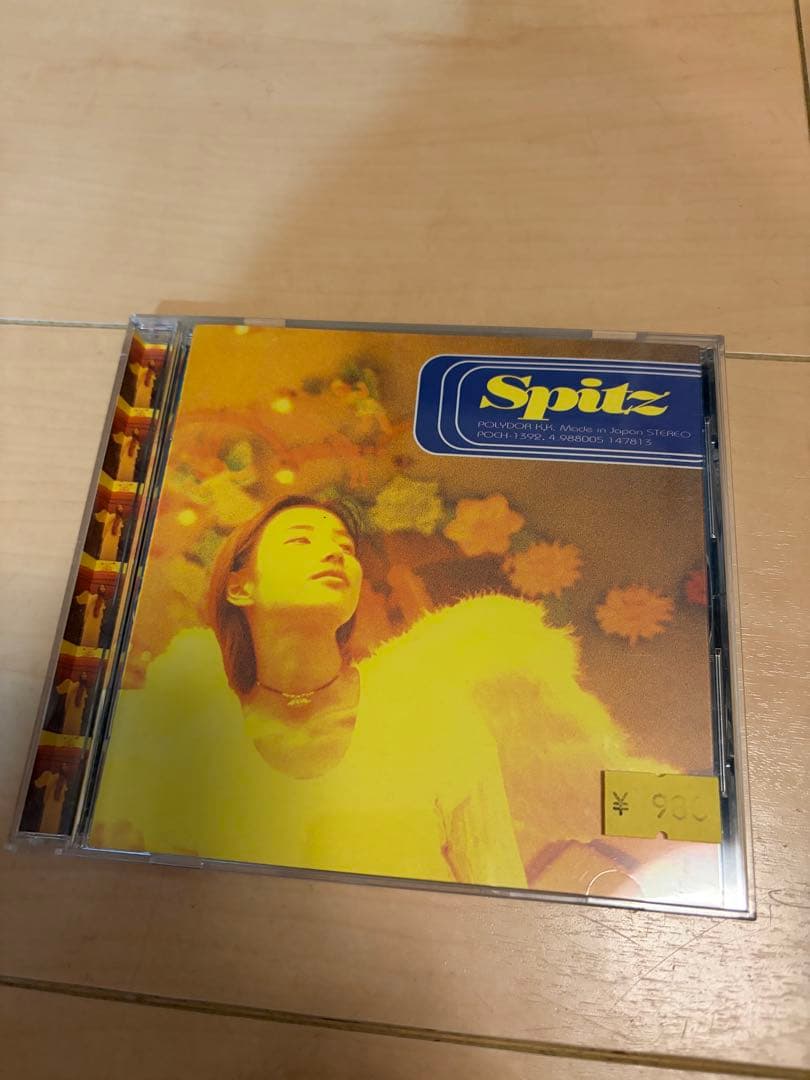 Spitz
POLYDOR K.K. Made in Japan STEREO
POCH-1392, 4 988005 147813
¥ 980